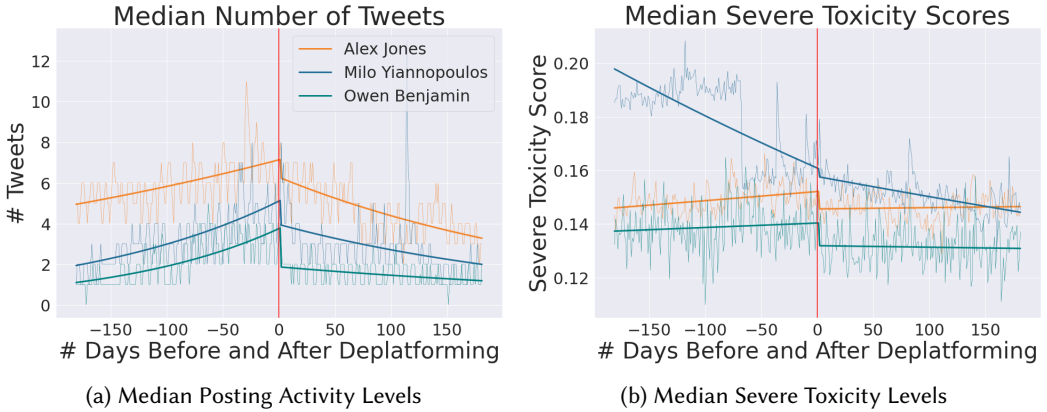 Median Number of Tweets
# Tweets
12
10
8
6
4
2
0
Alex Jones
Milo Yiannopoulos
Owen Benjamin
−150 −100 −50 0 50 100 150
# Days Before and After Deplatforming
(a) Median Posting Activity Levels
Median Severe Toxicity Scores
Severe Toxicity Score
0.20
0.18
0.16
0.14
0.12
−150 −100 −50 0 50 100 150
# Days Before and After Deplatforming
(b) Median Severe Toxicity Levels